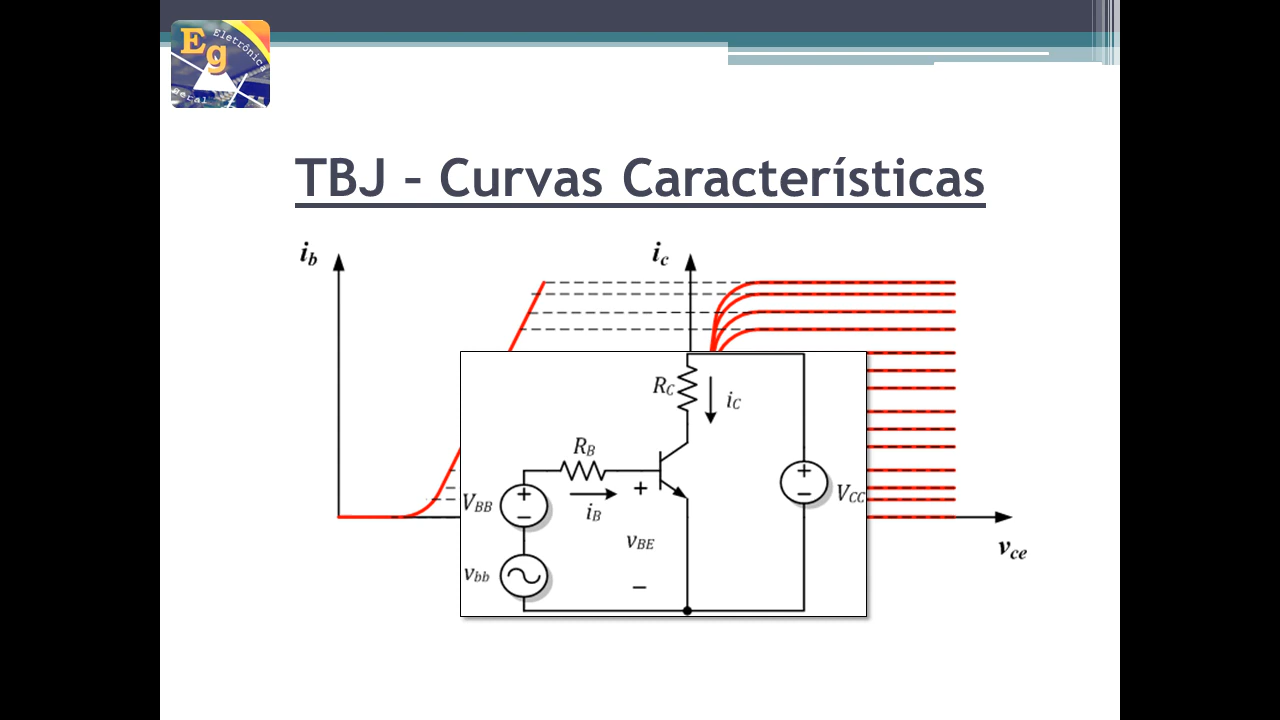 Eg
Eletrônica
Geral
TBJ – Curvas Características
ib
ic
RC
iC
RB
VBB
iB
+
−
+
vBE
−
+
−
VCC
vbb
vce